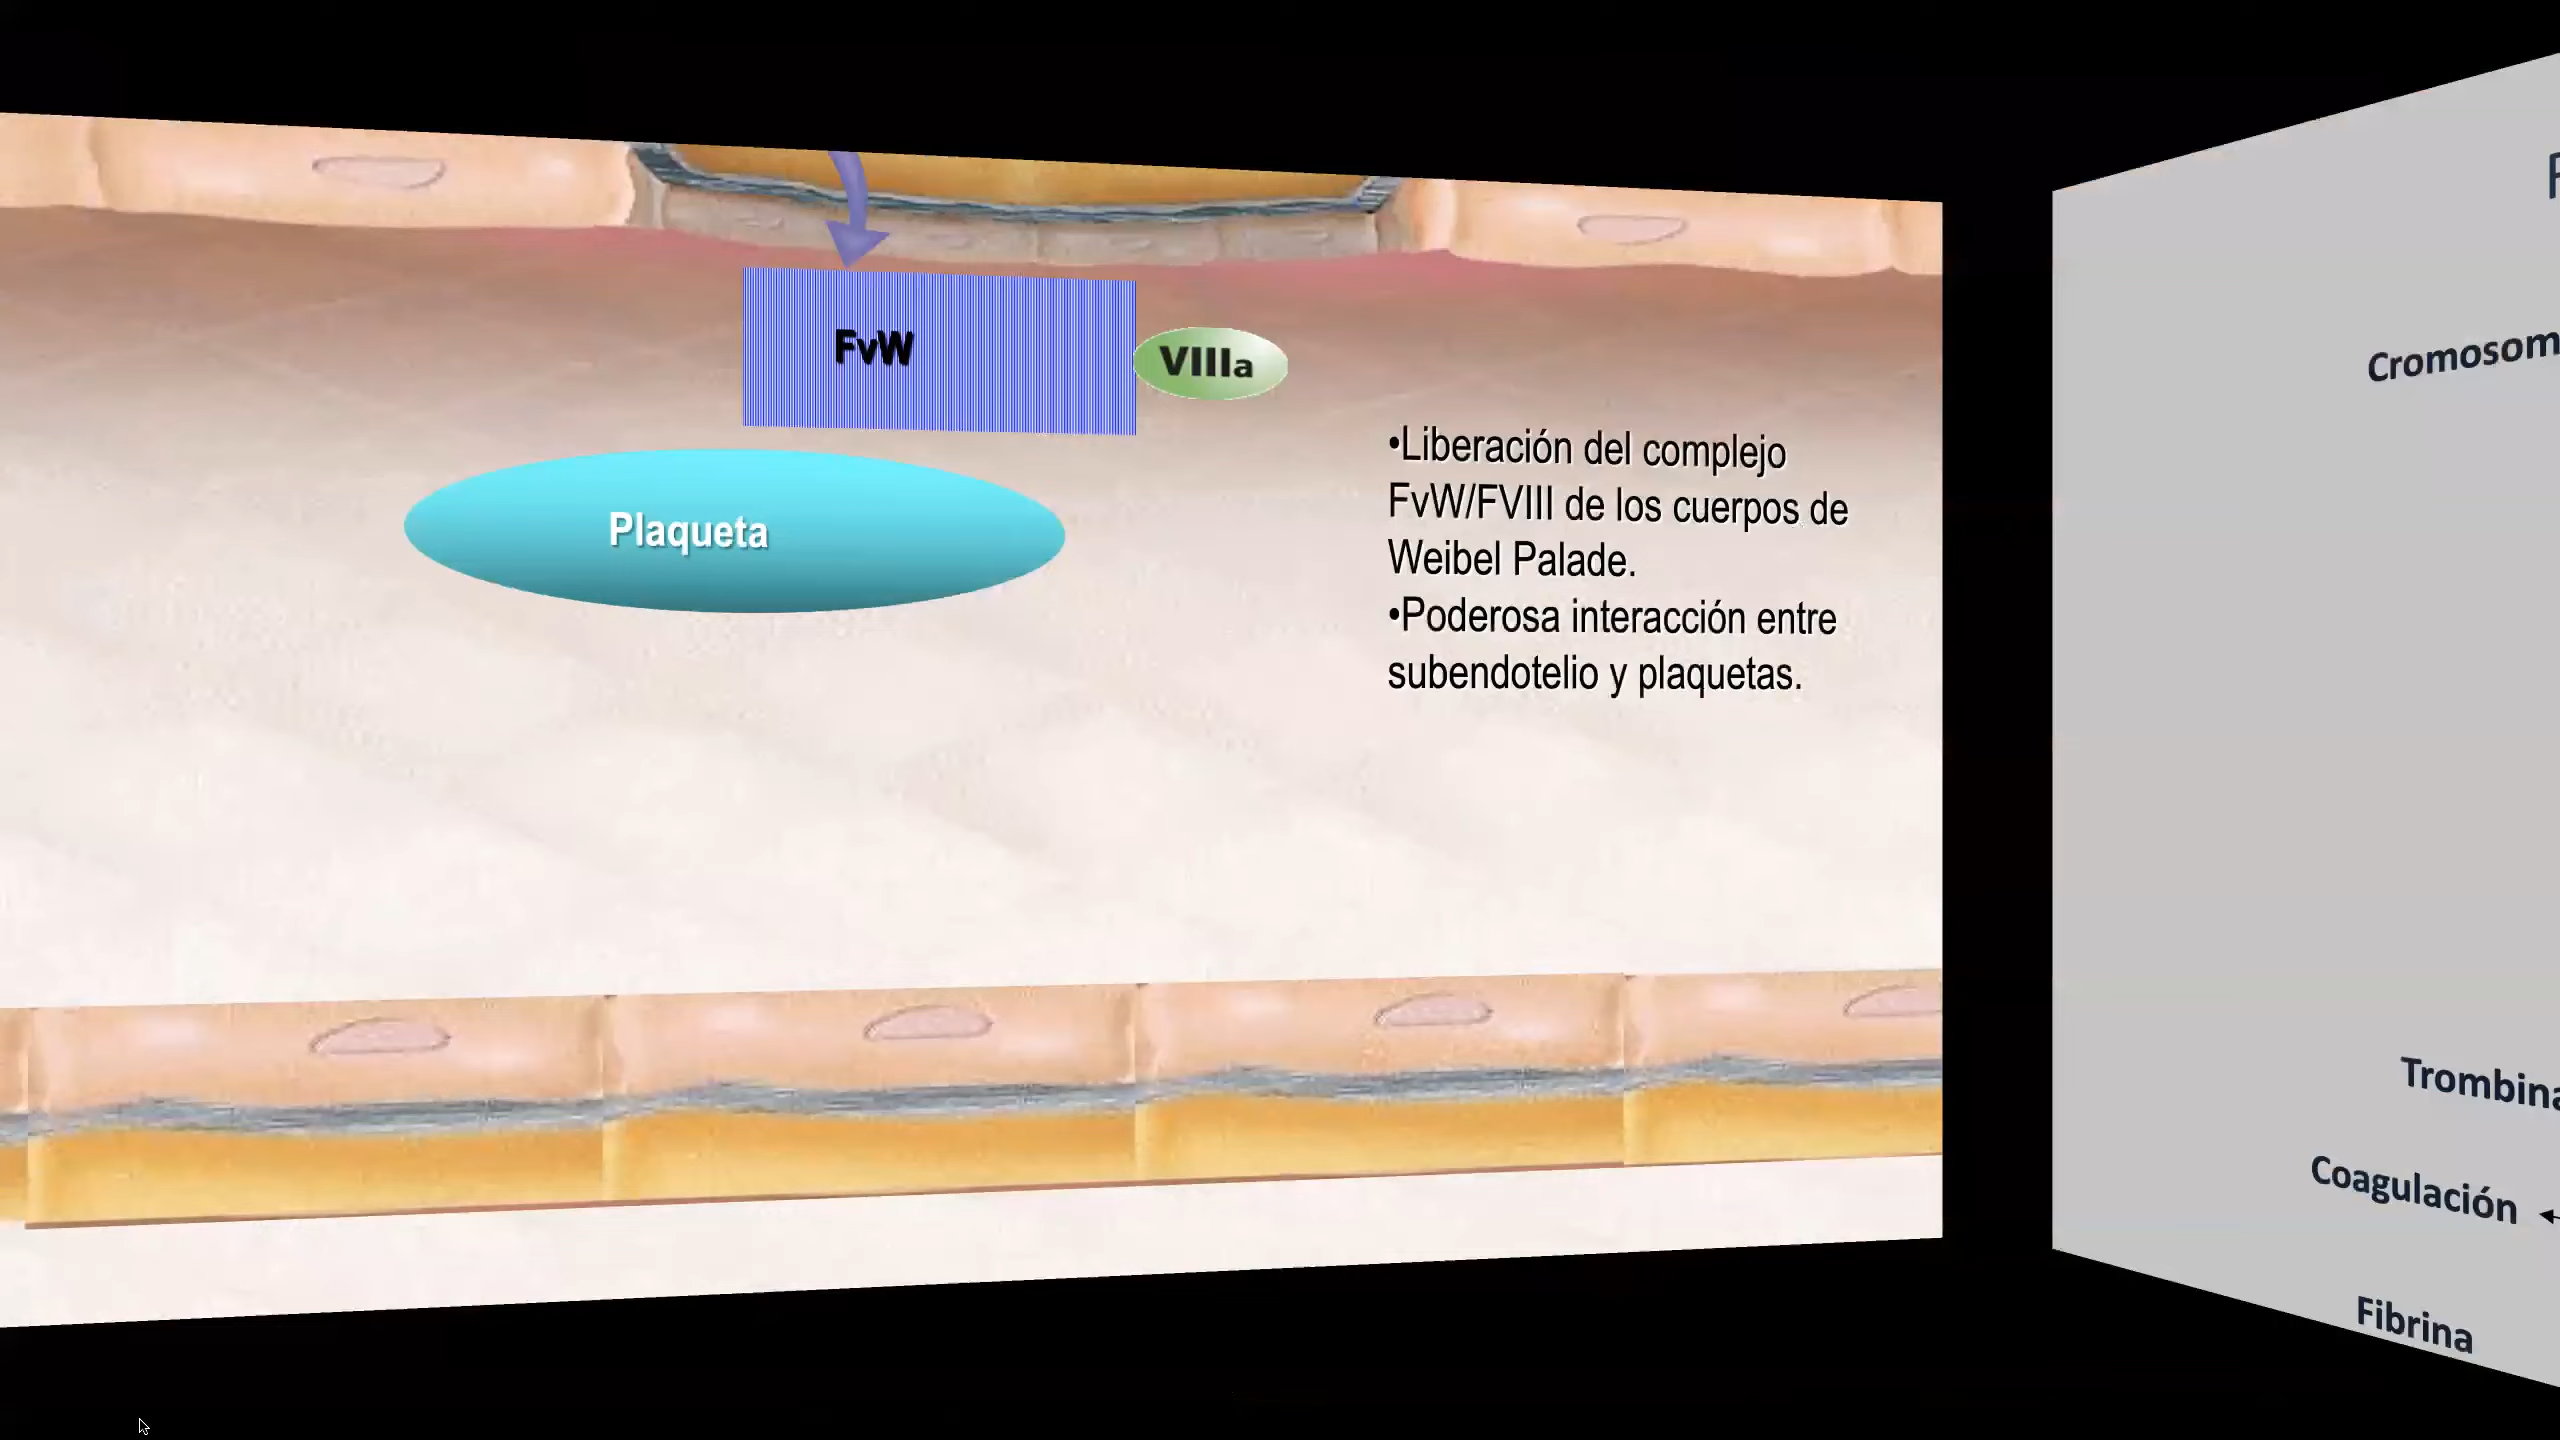 FvW
VIIIa
Plaqueta
•Liberación del complejo
FvW/FVIII de los cuerpos de
Weibel Palade.
•Poderosa interacción entre
subendotelio y plaquetas.
Cromosom
Trombina
Coagulación
Fibrina